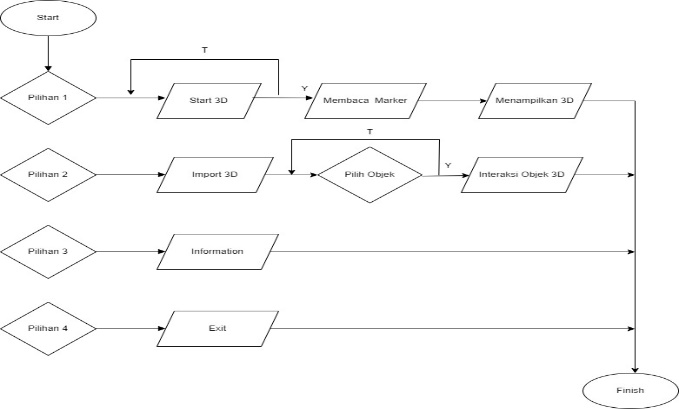 Start
T
Pilihan 1
Start 3D
Y
Membaca Marker
Menampilkan 3D
T
Pilihan 2
Import 3D
Pilih Objek
Y
Interaksi Objek 3D
Pilihan 3
Information
Pilihan 4
Exit
Finish